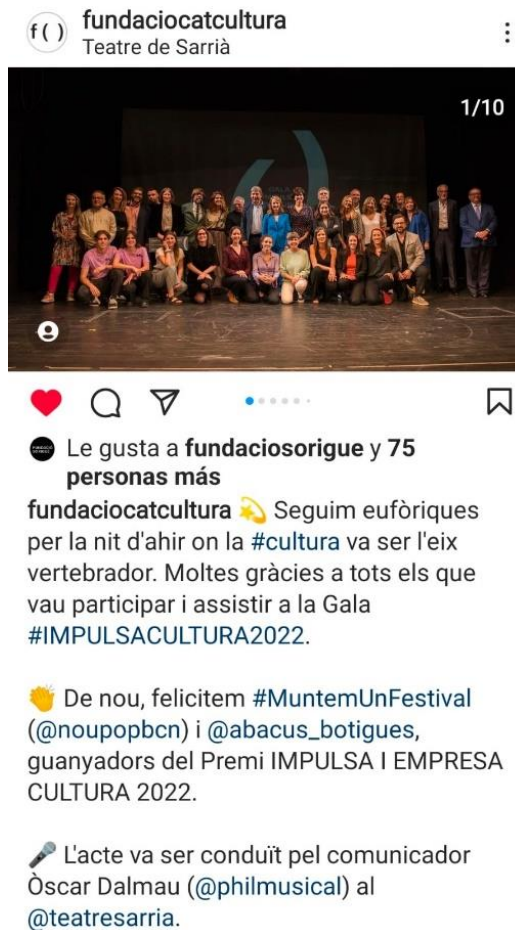 f( )
fundaciocatcultura
Teatre de Sarrià
1/10
GALA
Le gusta a fundaciosorigue y 75
personas más
fundaciocatcultura 💫 Seguim eufòriques
per la nit d'ahir on la #cultura va ser l'eix
vertebrador. Moltes gràcies a tots els que
vau participar i assistir a la Gala
#IMPULSACULTURA2022.
👏 De nou, felicitem #MuntemUnFestival
(@noupopbcn) i @abacus_botigues,
guanyadors del Premi IMPULSA I EMPRESA
CULTURA 2022.
🎤 L'acte va ser conduït pel comunicador
Òscar Dalmau (@philmusical) al
@teatresarria.